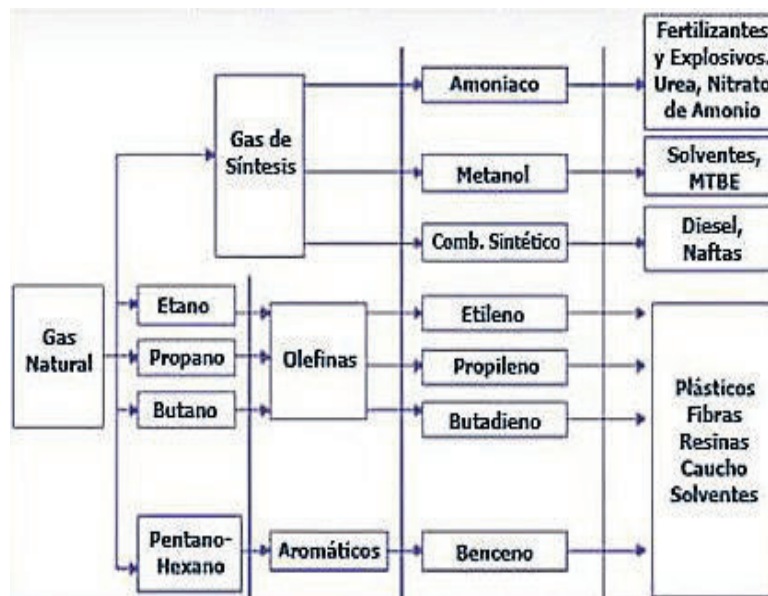 Fertilizantes
y Explosivos.
Urea, Nitrato
de Amonio
Amoniaco
Gas de
Síntesis
Metanol
Solventes,
MTBE
Comb. Sintético
Diesel,
Naftas
Gas
Natural
Etano
Propano
Butano
Olefinas
Etileno
Propileno
Butadieno
Plásticos
Fibras
Resinas
Caucho
Solventes
Pentano-
Hexano
Aromáticos
Benceno